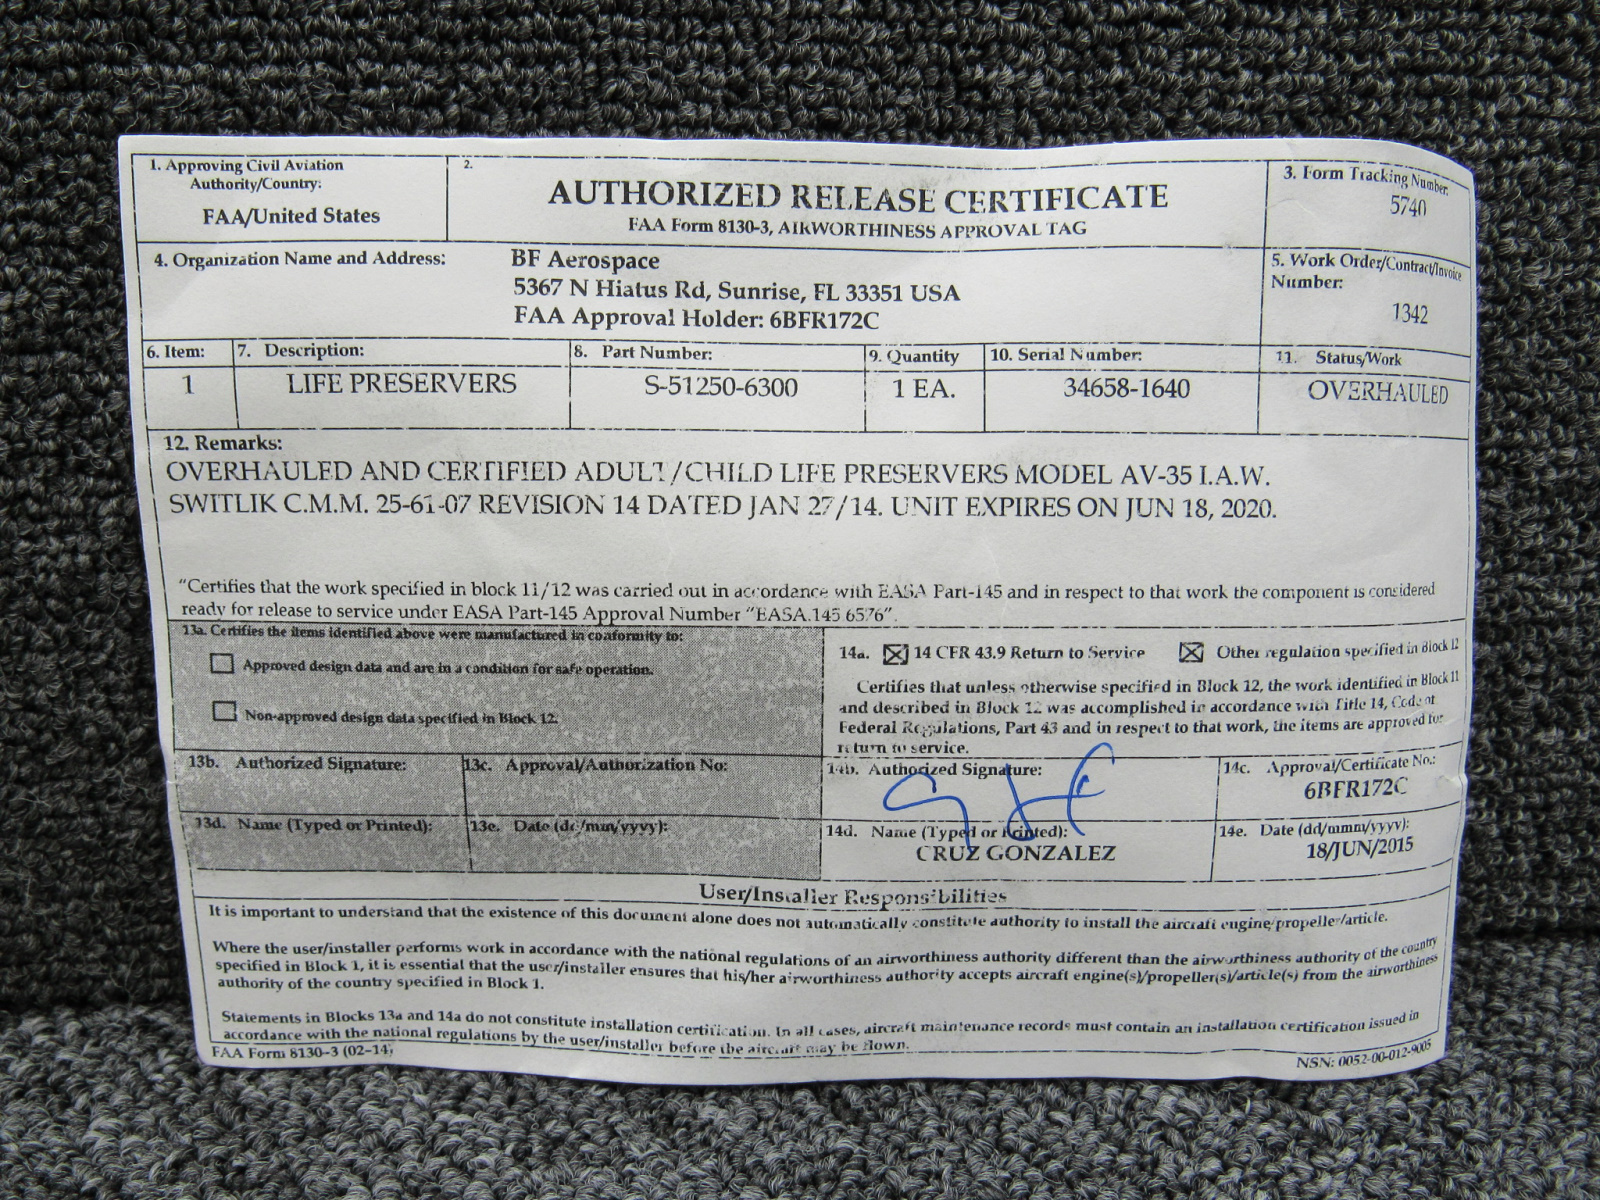 1. Approving Civil Aviation
Authority/Country:
FAA/United States
2.
AUTHORIZED RELEASE CERTIFICATE
FAA Form 8130-3, AIRWORTHINESS APPROVAL TAG
3. Form Tracking Number:
5740
4. Organization Name and Address:
BF Aerospace
5367 N Hiatus Rd, Sunrise, FL 33351 USA
FAA Approval Holder: 6BFR172C
5. Work Order/Contract/Invoice
Number:
1342
6. Item:
7. Description:
8. Part Number:
9. Quantity
10. Serial Number:
11. Status/Work
1
LIFE PRESERVERS
S-51250-6300
1 EA.
34658-1640
OVERHAULED
12. Remarks:
OVERHAULED AND CERTIFIED ADULT/CHILD LIFE PRESERVERS MODEL AV-35 I.A.W.
SWITLIK C.M.M. 25-61-07 REVISION 14 DATED JAN 27/14. UNIT EXPIRES ON JUN 18, 2020.
"Certifies that the work specified in block 11/12 was carried out in accordance with EASA Part-145 and in respect to that work the component is considered
ready for release to service under EASA Part-145 Approval Number "EASA.145 6576".
13a. Certifies the items identified above were manufactured in conformity to:
Approved design data and are in a condition for safe operation.
Non-approved design data specified in Block 12.
14a. 14 CFR 43.9 Return to Service Other regulation specified in Block 12
Certifies that unless otherwise specified in Block 12, the work identified in Block 11
and described in Block 12 was accomplished in accordance with Title 14, Code of
Federal Regulations, Part 43 and in respect to that work, the items are approved for
return to service.
13b. Authorized Signature:
13c. Approval/Authorization No:
14b. Authorized Signature:
14c. Approval/Certificate No.:
6BFR172C
13d. Name (Typed or Printed):
13e. Date (dd/mm/yyyy):
14d. Name (Typed or Printed):
CRUZ GONZALEZ
14e. Date (dd/mmm/yyyy):
18/JUN/2015
User/Installer Responsibilities
It is important to understand that the existence of this document alone does not automatically constitute authority to install the aircraft engine/propeller/article.
Where the user/installer performs work in accordance with the national regulations of an airworthiness authority different than the airworthiness authority of the country
specified in Block 1, it is essential that the user/installer ensures that his/her airworthiness authority accepts aircraft engine(s)/propeller(s)/article(s) from the airworthiness
authority of the country specified in Block 1.
Statements in Blocks 13a and 14a do not constitute installation certification. In all cases, aircraft maintenance records must contain an installation certification issued in
accordance with the national regulations by the user/installer before the aircraft may be flown.
FAA Form 8130-3 (02-14)
NSN: 0052-00-012-9005